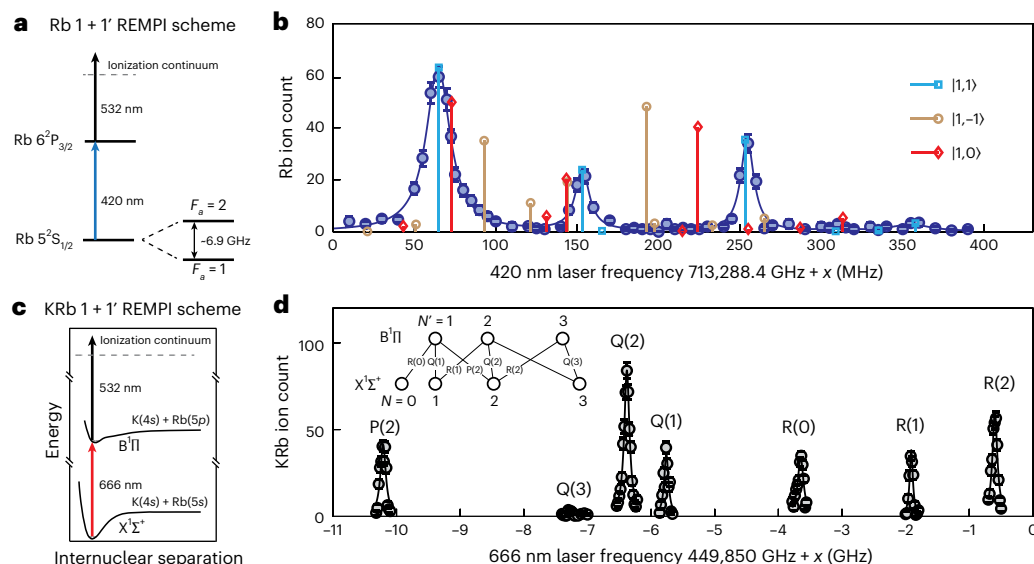 a Rb 1 + 1′ REMPI scheme
Ionization continuum
532 nm
Rb 6²P₃/₂
420 nm
Rb 5²S₁/₂
Fₐ = 2
~6.9 GHz
Fₐ = 1
b
Rb ion count
80
60
40
20
0
|1,1⟩
|1,−1⟩
|1,0⟩
0 50 100 150 200 250 300 350 400
420 nm laser frequency 713,288.4 GHz + x (MHz)
c KRb 1 + 1′ REMPI scheme
Ionization continuum
532 nm
K(4s) + Rb(5p)
B¹Π
666 nm
K(4s) + Rb(5s)
X¹Σ⁺
Energy
Internuclear separation
d
KRb ion count
100
50
0
N′ = 1 2 3
B¹Π
R(0) Q(1) R(1) P(2) Q(2) R(2) Q(3)
X¹Σ⁺
N = 0 1 2 3
P(2)
Q(3)
Q(2)
Q(1)
R(0)
R(1)
R(2)
−11 −10 −9 −8 −7 −6 −5 −4 −3 −2 −1 0
666 nm laser frequency 449,850 GHz + x (GHz)